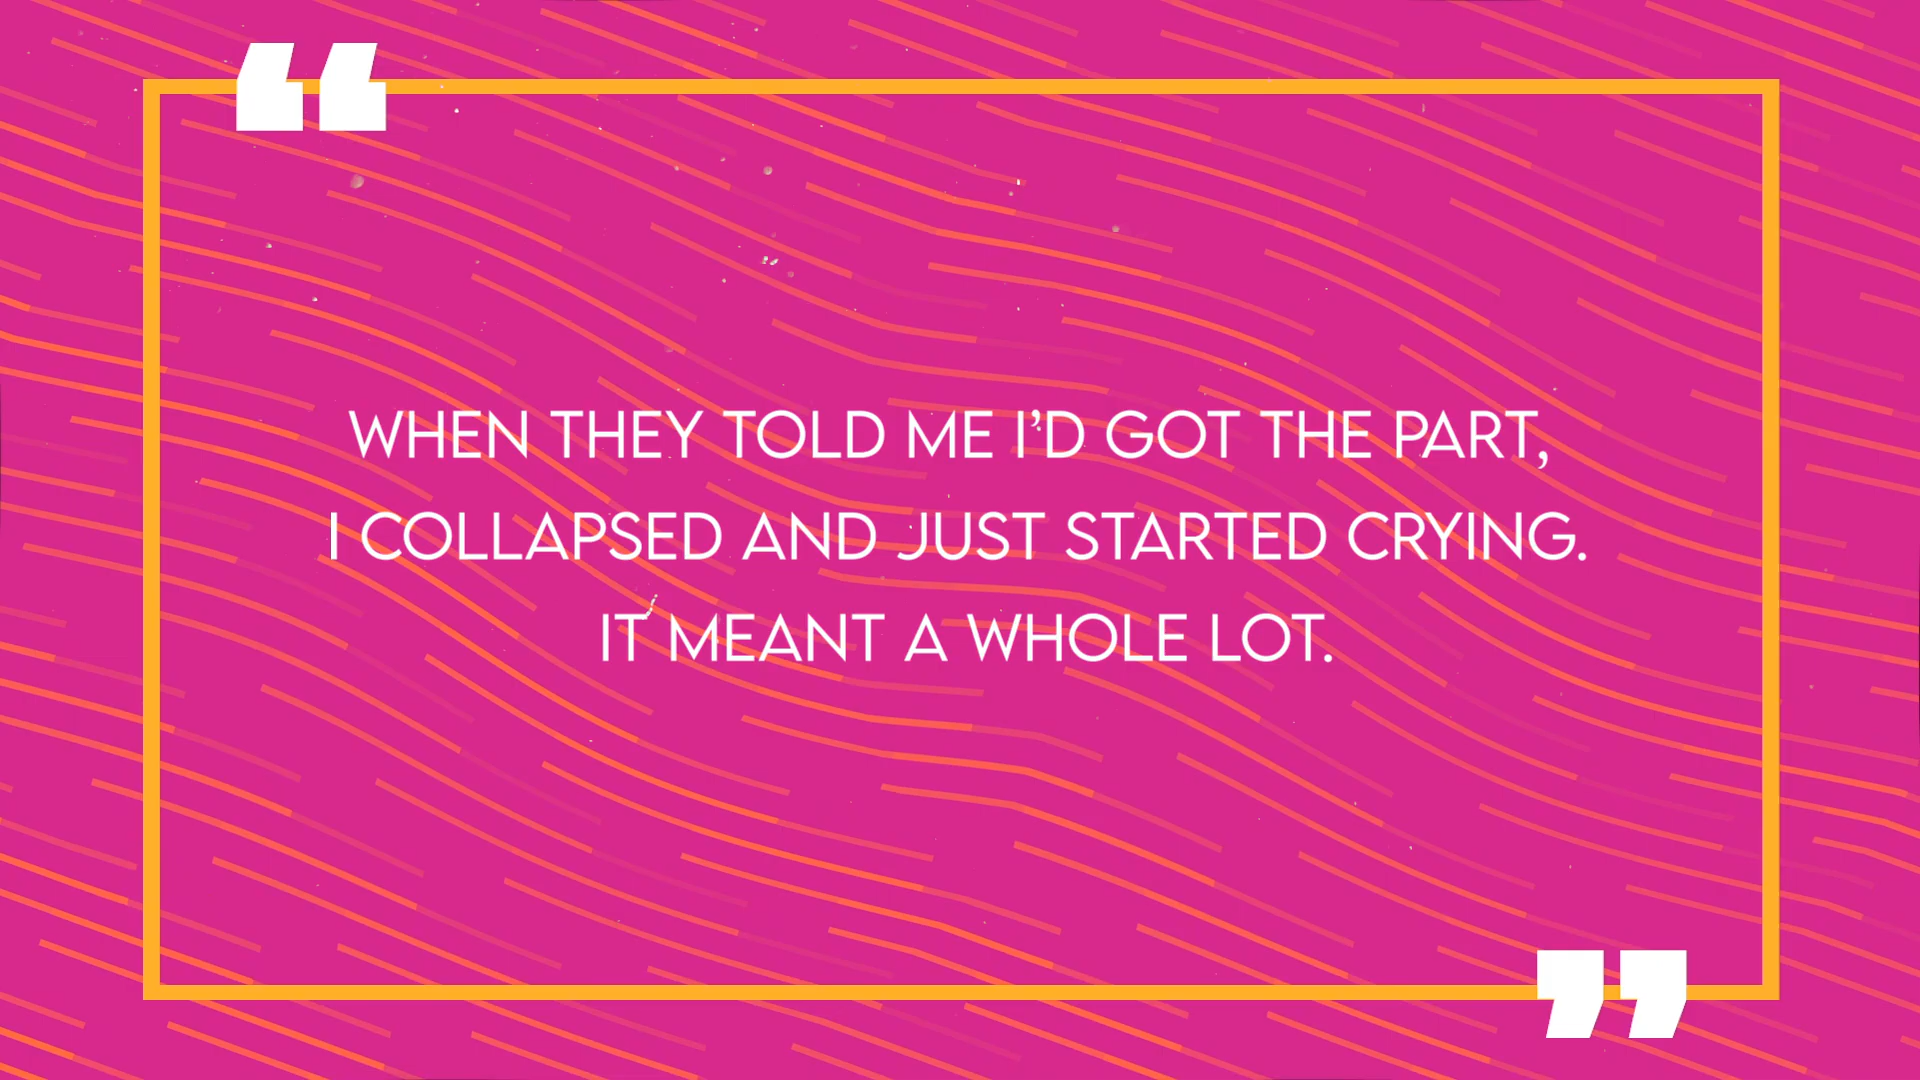 “
WHEN THEY TOLD ME I’D GOT THE PART,
I COLLAPSED AND JUST STARTED CRYING.
IT MEANT A WHOLE LOT.
”